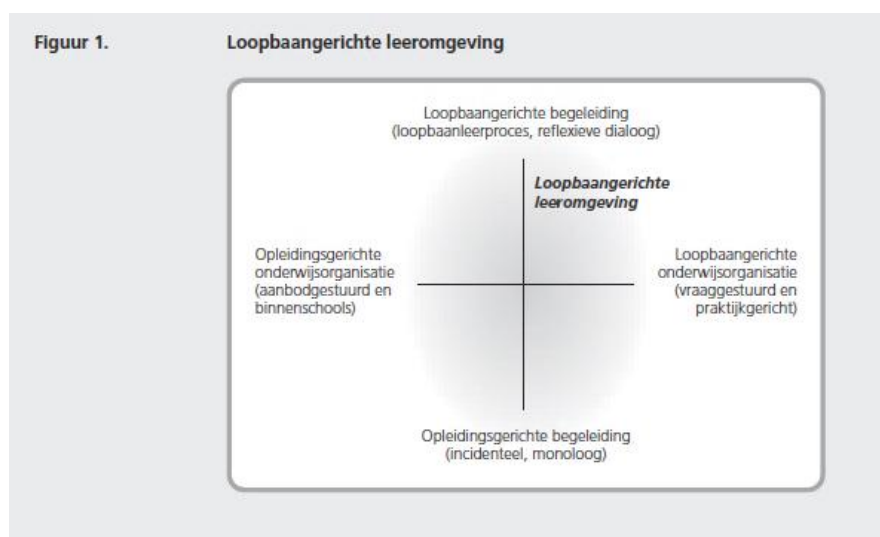 Figuur 1.
Loopbaangerichte leeromgeving
Loopbaangerichte begeleiding
(loopbaanleerproces, reflexieve dialoog)
Loopbaangerichte
leeromgeving
Opleidingsgerichte
onderwijsorganisatie
(aanbodgestuurd en
binnenschools)
Loopbaangerichte
onderwijsorganisatie
(vraaggestuurd en
praktijkgericht)
Opleidingsgerichte begeleiding
(incidenteel, monoloog)